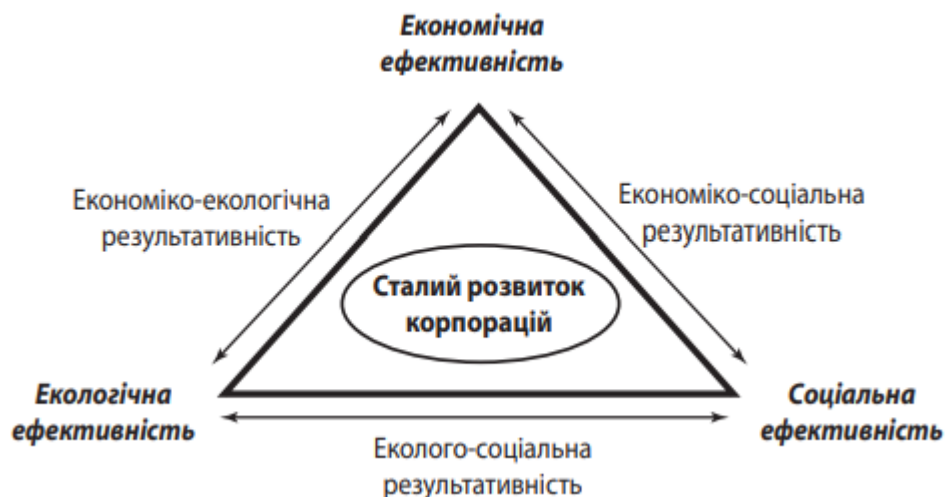 Економічна
ефективність
Економіко-екологічна
результативність
Економіко-соціальна
результативність
Сталий розвиток
корпорацій
Екологічна
ефективність
Соціальна
ефективність
Еколого-соціальна
результативність